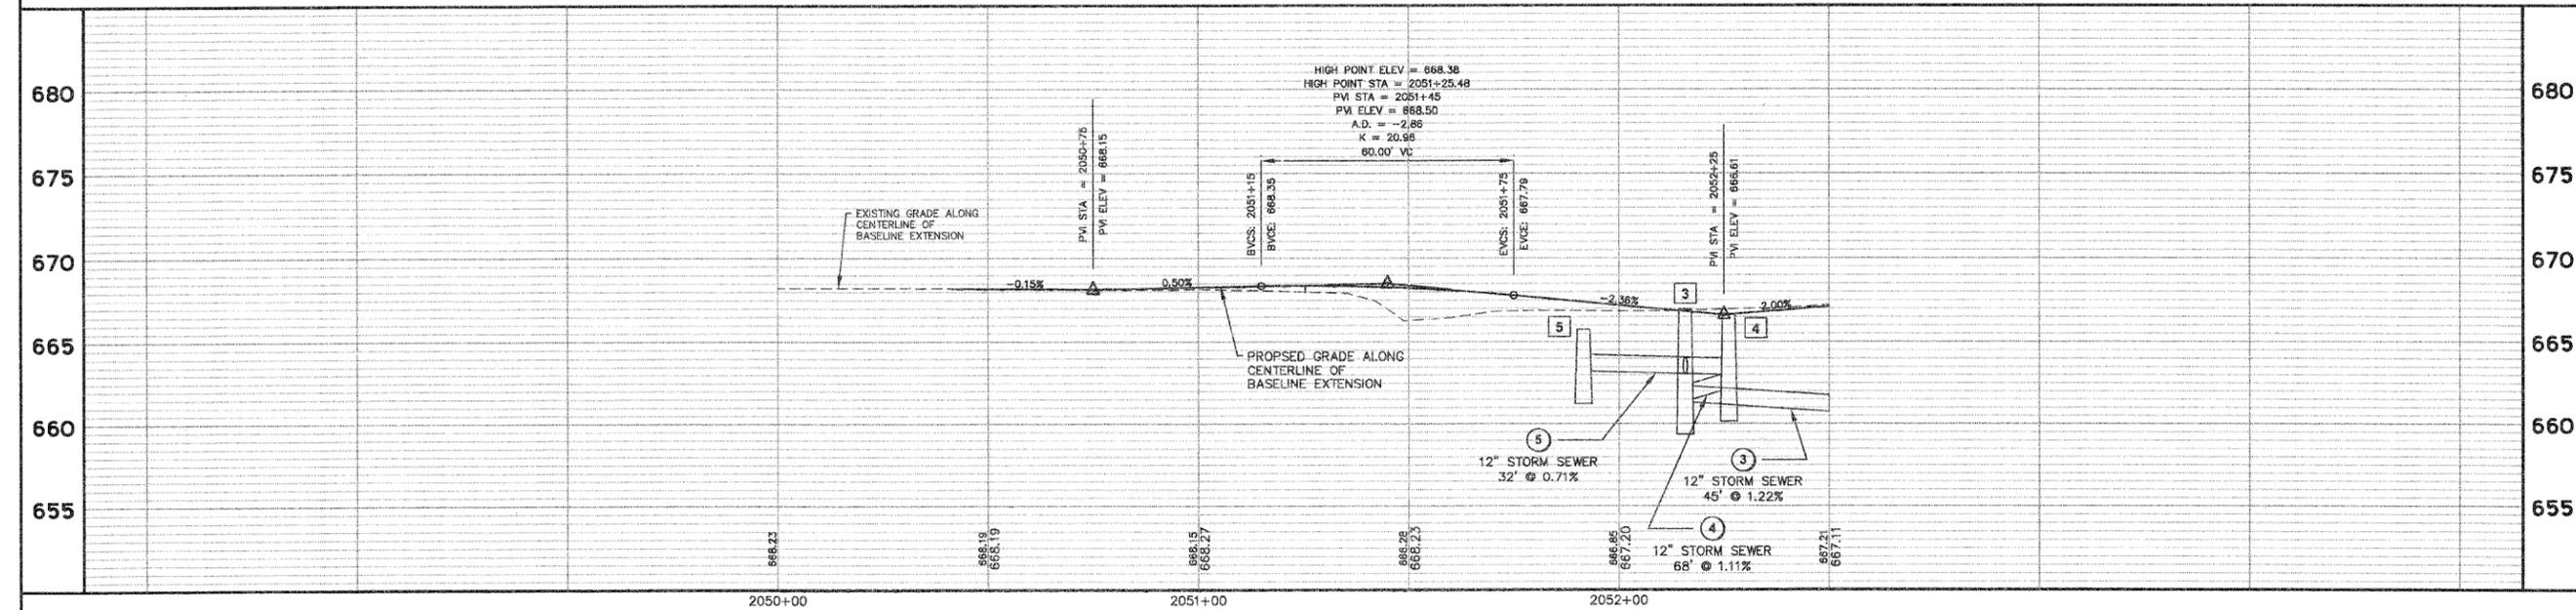 HIGH POINT ELEV = 668.38
HIGH POINT STA = 2051+25.48
PVI STA = 2051+45
PVI ELEV = 668.50
A.D. = -2.86
K = 20.96
60.00' VC
680
680
675
675
670
670
665
665
660
660
655
655
PVI STA = 2050+75
PVI ELEV = 668.15
BVCS: 2051+15
BVCE: 668.35
EVCS: 2051+75
EVCE: 667.79
PVI STA = 2052+25
PVI ELEV = 666.61
EXISTING GRADE ALONG
CENTERLINE OF
BASELINE EXTENSION
-0.15%
0.50%
-2.36%
2.00%
3
5
4
PROPSED GRADE ALONG
CENTERLINE OF
BASELINE EXTENSION
5
12" STORM SEWER
32' @ 0.71%
3
12" STORM SEWER
45' @ 1.22%
4
12" STORM SEWER
68' @ 1.11%
668.23
668.19
668.19
668.15
668.27
668.23
666.85
667.20
667.21
667.11
2050+00
2051+00
2052+00